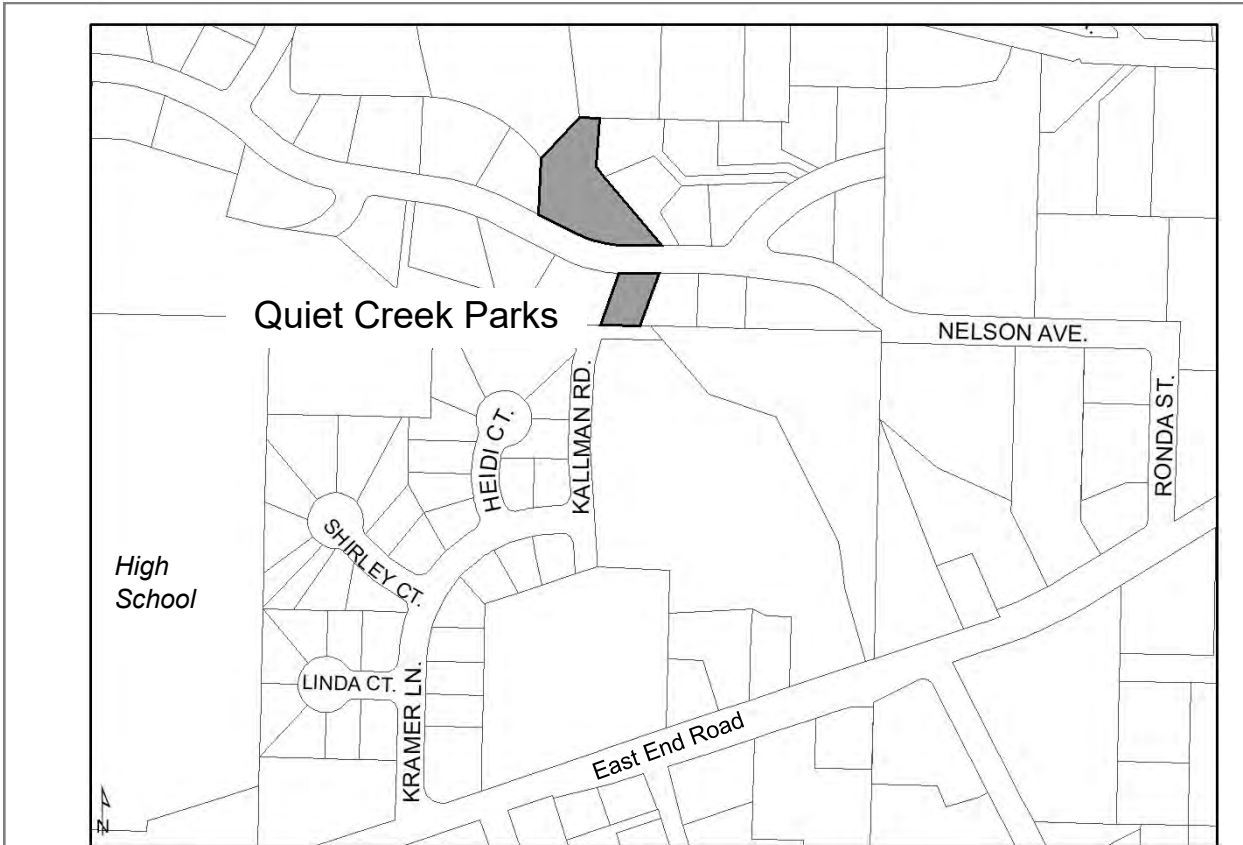 Quiet Creek Parks
NELSON AVE.
RONDA ST.
KALLMAN RD.
HEIDI CT.
SHIRLEY CT.
High
School
LINDA CT.
KRAMER LN.
East End Road
N